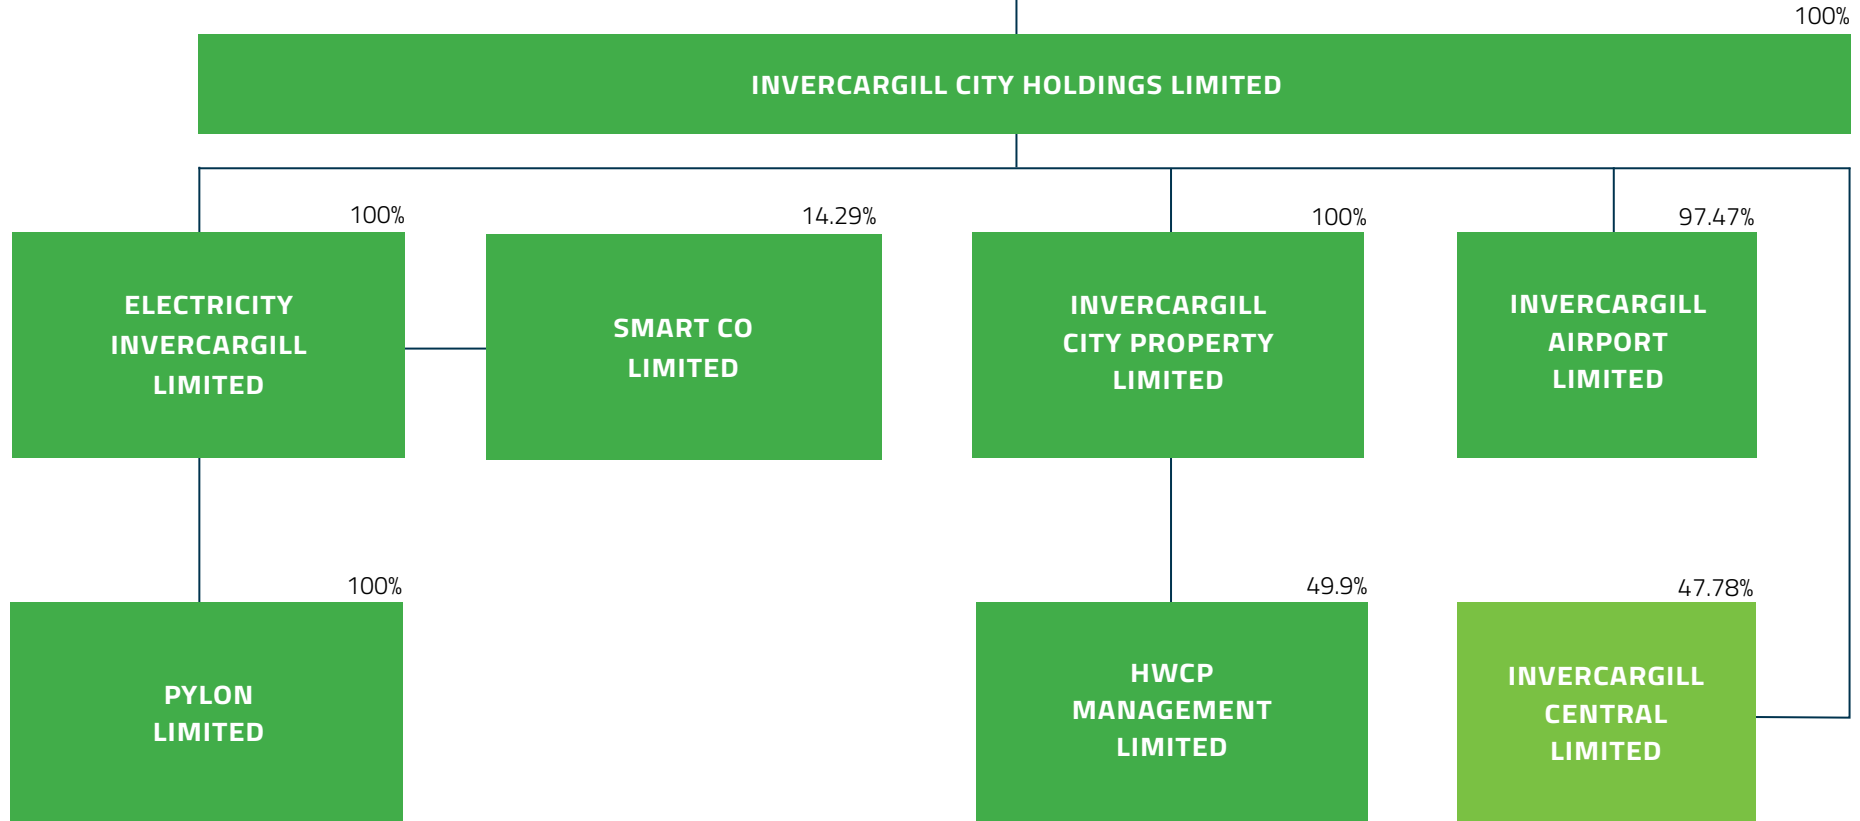 100%
INVERCARGILL CITY HOLDINGS LIMITED
100%
ELECTRICITY
INVERCARGILL
LIMITED
14.29%
SMART CO
LIMITED
100%
INVERCARGILL
CITY PROPERTY
LIMITED
97.47%
INVERCARGILL
AIRPORT
LIMITED
100%
PYLON
LIMITED
49.9%
HWCP
MANAGEMENT
LIMITED
47.78%
INVERCARGILL
CENTRAL
LIMITED